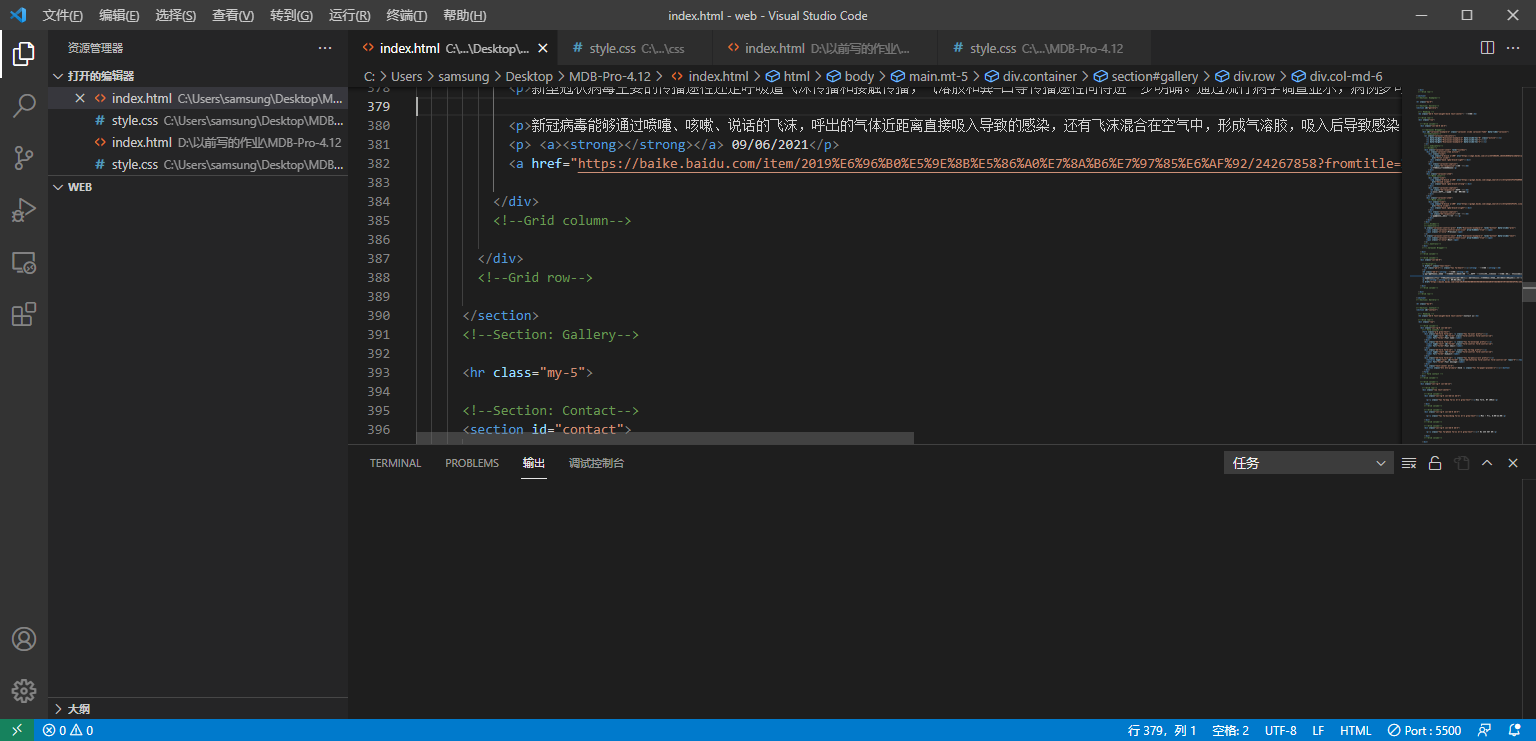 文件(F) 编辑(E) 选择(S) 查看(V) 转到(G) 运行(R) 终端(T) 帮助(H) index.html - web - Visual Studio Code
资源管理器
index.html C:\...\Desktop\... style.css C:\...\css index.html D:\以前写的作业\... style.css C:\...\MDB-Pro-4.12
打开的编辑器
C: > Users > samsung > Desktop > MDB-Pro-4.12 > index.html > html > body > main.mt-5 > div.container > section#gallery > div.row > div.col-md-6
index.html C:\Users\samsung\Desktop\M...
style.css C:\Users\samsung\Desktop\MDB...
index.html D:\以前写的作业\MDB-Pro-4.12
style.css C:\Users\samsung\Desktop\MDB...
WEB
大纲
378
379
380 <p>新冠病毒能够通过喷嚏、咳嗽、说话的飞沫，呼出的气体近距离直接吸入导致的感染，还有飞沫混合在空气中，形成气溶胶，吸入后导致感染
381 <p> <a><strong></strong></a> 09/06/2021</p>
382 <a href="https://baike.baidu.com/item/2019%E6%96%B0%E5%9E%8B%E5%86%A0%E7%8A%B6%E7%97%85%E6%AF%92/24267858?fromtitle=
383
384 </div>
385 <!--Grid column-->
386
387 </div>
388 <!--Grid row-->
389
390 </section>
391 <!--Section: Gallery-->
392
393 <hr class="my-5">
394
395 <!--Section: Contact-->
396 <section id="contact">
TERMINAL PROBLEMS 输出 调试控制台 任务
0 0 行 379，列 1 空格: 2 UTF-8 LF HTML Port : 5500